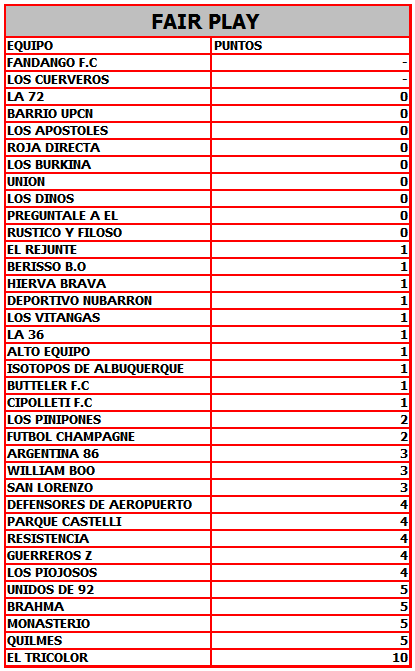 FAIR PLAY
EQUIPO PUNTOS
FANDANGO F.C -
LOS CUERVEROS -
LA 72 0
BARRIO UPCN 0
LOS APOSTOLES 0
ROJA DIRECTA 0
LOS BURKINA 0
UNION 0
LOS DINOS 0
PREGUNTALE A EL 0
RUSTICO Y FILOSO 0
EL REJUNTE 1
BERISSO B.O 1
HIERVA BRAVA 1
DEPORTIVO NUBARRON 1
LOS VITANGAS 1
LA 36 1
ALTO EQUIPO 1
ISOTOPOS DE ALBUQUERQUE 1
BUTTELER F.C 1
CIPOLLETI F.C 1
LOS PINIPONES 2
FUTBOL CHAMPAGNE 2
ARGENTINA 86 3
WILLIAM BOO 3
SAN LORENZO 3
DEFENSORES DE AEROPUERTO 4
PARQUE CASTELLI 4
RESISTENCIA 4
GUERREROS Z 4
LOS PIOJOSOS 4
UNIDOS DE 92 5
BRAHMA 5
MONASTERIO 5
QUILMES 5
EL TRICOLOR 10